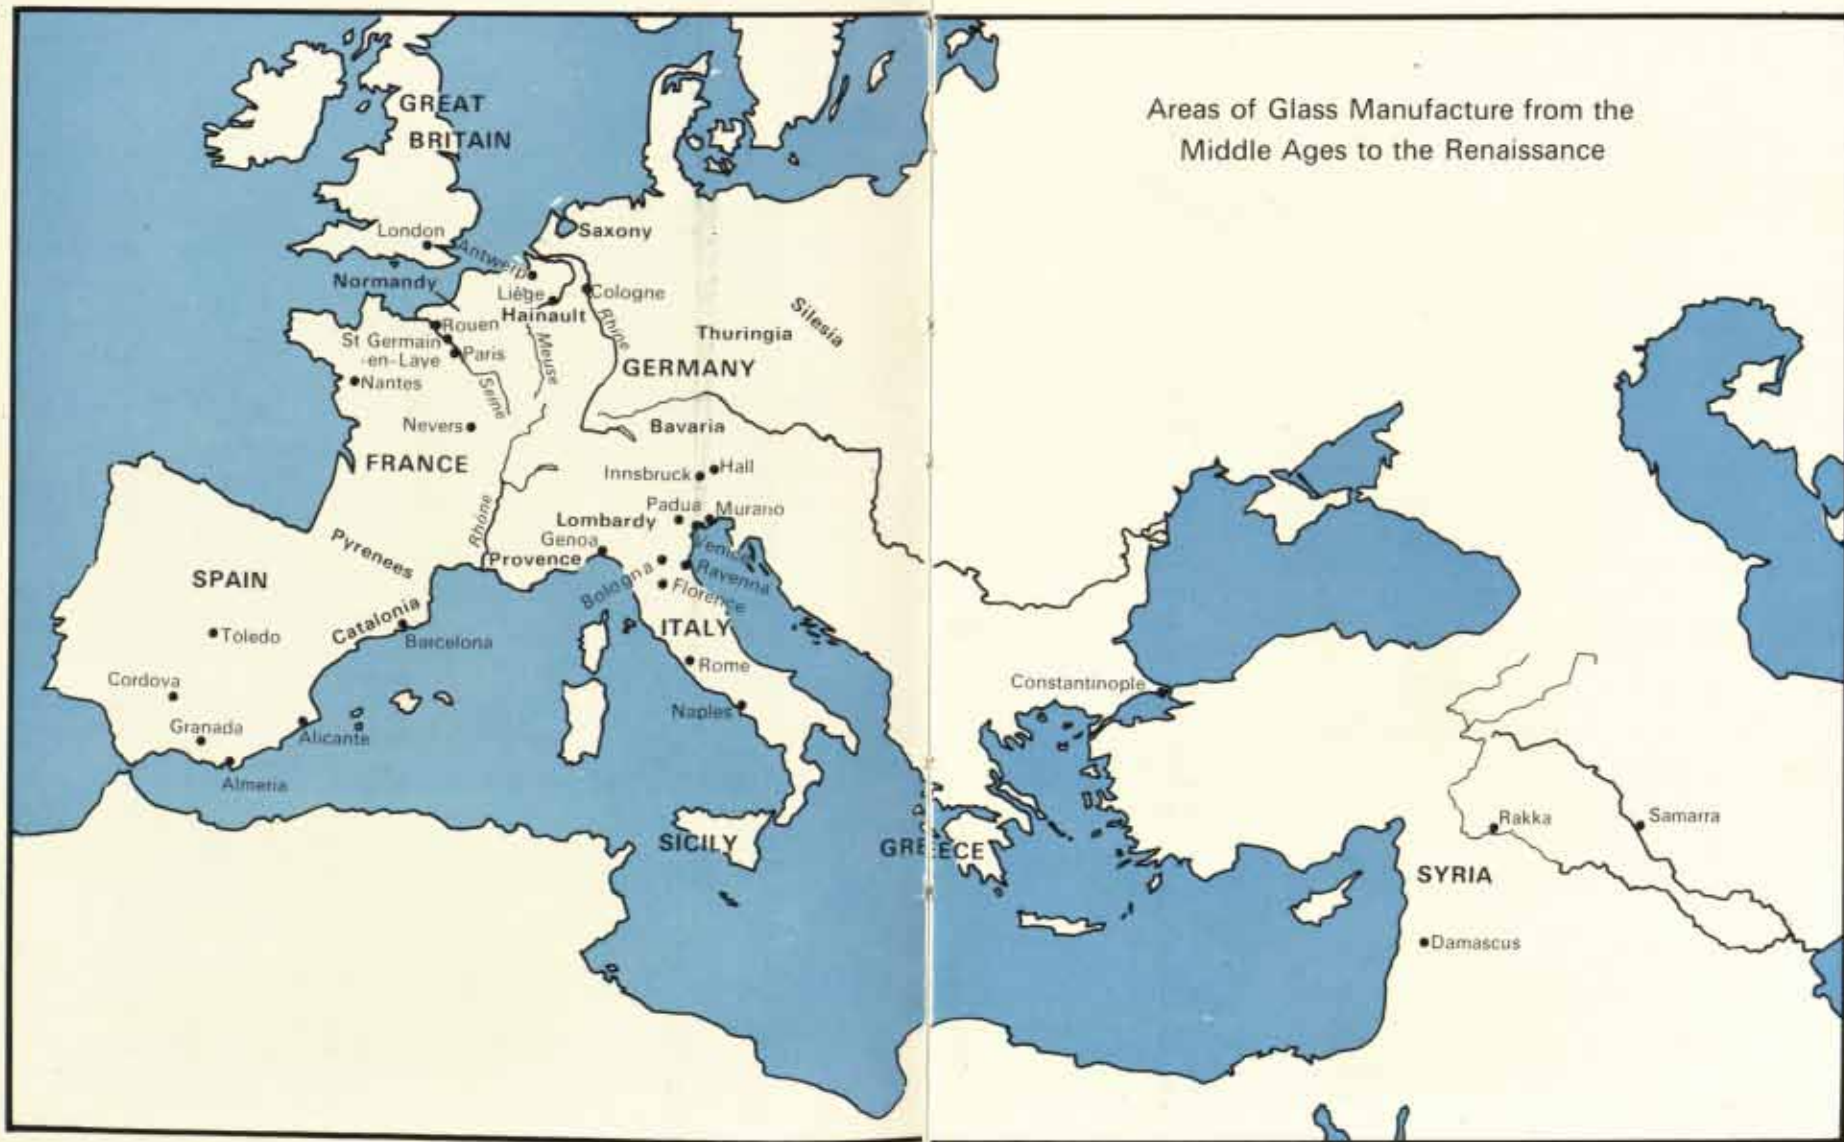 Areas of Glass Manufacture from the
Middle Ages to the Renaissance
GREAT
BRITAIN
London
Antwerp
Saxony
Normandy
Liêge
Cologne
Hainault
Rouen
Rhine
Silesia
Thuringia
St Germain
-en-Laye
Paris
Meuse
GERMANY
Nantes
Seine
Nevers
Bavaria
FRANCE
Innsbruck
Hall
Rhône
Padua
Murano
Lombardy
Genoa
Venice
Provence
Pyrenees
Bologna
Ravenna
Florence
SPAIN
Catalonia
ITALY
Toledo
Barcelona
Rome
Cordova
Constantinople
Naples
Granada
Alicante
Almeria
Rakka
Samarra
SICILY
GREECE
SYRIA
Damascus